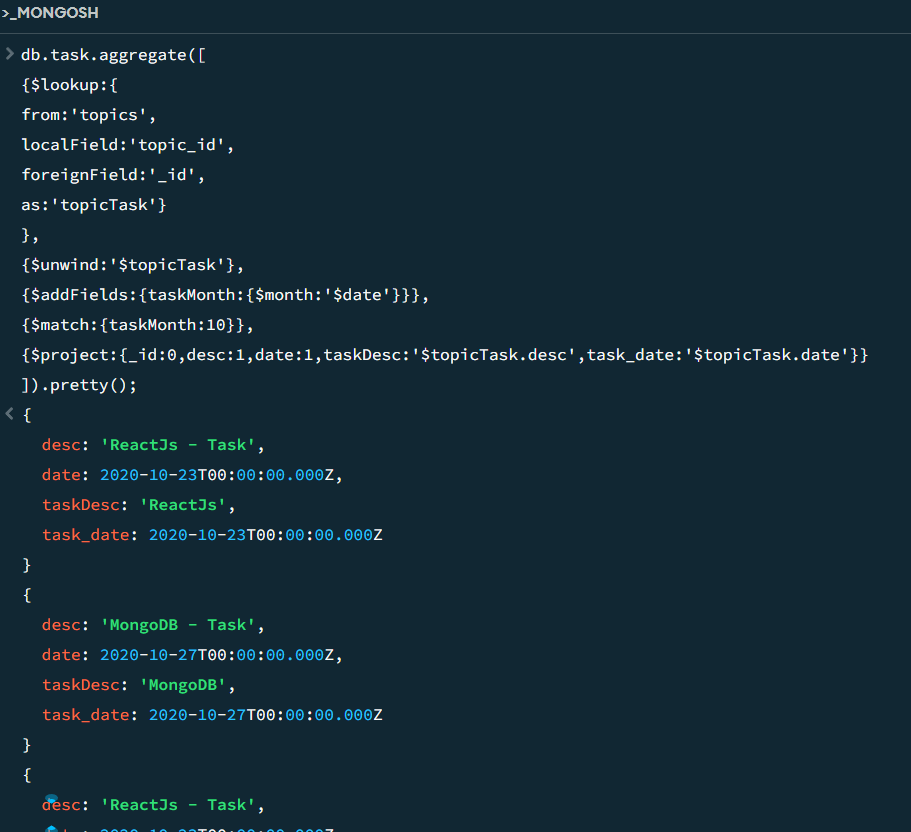 >_MONGOSH
> db.task.aggregate([
{$lookup:{
from:'topics',
localField:'topic_id',
foreignField:'_id',
as:'topicTask'}
},
{$unwind:'$topicTask'},
{$addFields:{taskMonth:{$month:'$date'}}},
{$match:{taskMonth:10}},
{$project:{_id:0,desc:1,date:1,taskDesc:'$topicTask.desc',task_date:'$topicTask.date'}}
]).pretty();
< {
desc: 'ReactJs - Task',
date: 2020-10-23T00:00:00.000Z,
taskDesc: 'ReactJs',
task_date: 2020-10-23T00:00:00.000Z
}
{
desc: 'MongoDB - Task',
date: 2020-10-27T00:00:00.000Z,
taskDesc: 'MongoDB',
task_date: 2020-10-27T00:00:00.000Z
}
{
desc: 'ReactJs - Task',